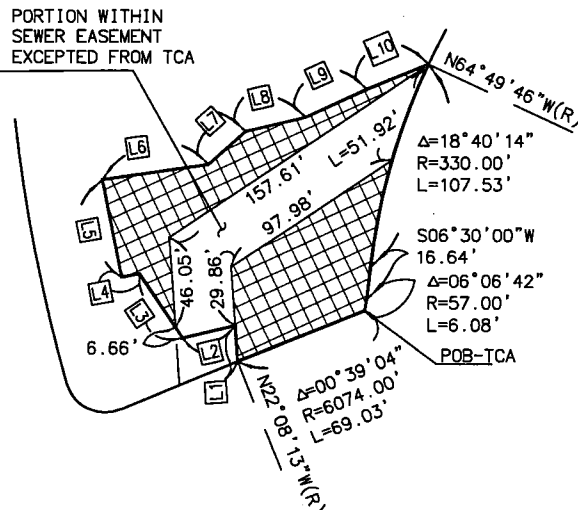 PORTION WITHIN
SEWER EASEMENT
EXCEPTED FROM TCA
L10
N64°49'46"W(R)
L9
L8
L7
L6
L=51.92'
Δ=18°40'14"
R=330.00'
L=107.53'
157.61'
97.98'
L5
S06°30'00"W
16.64'
L4
46.05'
29.86'
Δ=06°06'42"
R=57.00'
L=6.08'
L3
6.66'
L2
POB-TCA
L1
N22°08'13"W(R)
Δ=00°39'04"
R=6074.00'
L=69.03'